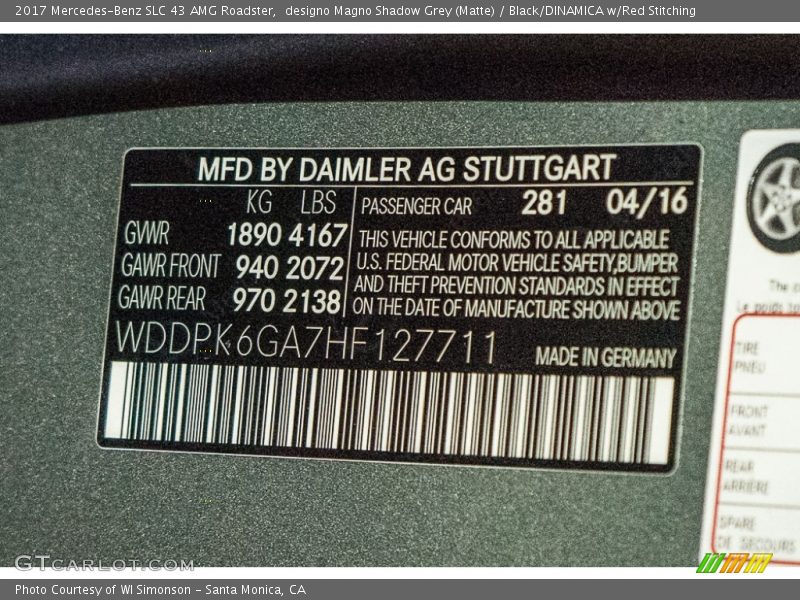 2017 Mercedes-Benz SLC 43 AMG Roadster, designo Magno Shadow Grey (Matte) / Black/DINAMICA w/Red Stitching
MFD BY DAIMLER AG STUTTGART
KG LBS
GVWR 1890 4167
GAWR FRONT 940 2072
GAWR REAR 970 2138
PASSENGER CAR 281 04/16
THIS VEHICLE CONFORMS TO ALL APPLICABLE
U.S. FEDERAL MOTOR VEHICLE SAFETY,BUMPER
AND THEFT PREVENTION STANDARDS IN EFFECT
ON THE DATE OF MANUFACTURE SHOWN ABOVE
WDDPK6GA7HF127711
MADE IN GERMANY
The
Le poids
TIRE
PNEU
FRONT
AVANT
REAR
ARRIÈRE
SPARE
DE SECOURS
GTcarlot.com
Photo Courtesy of WI Simonson - Santa Monica, CA